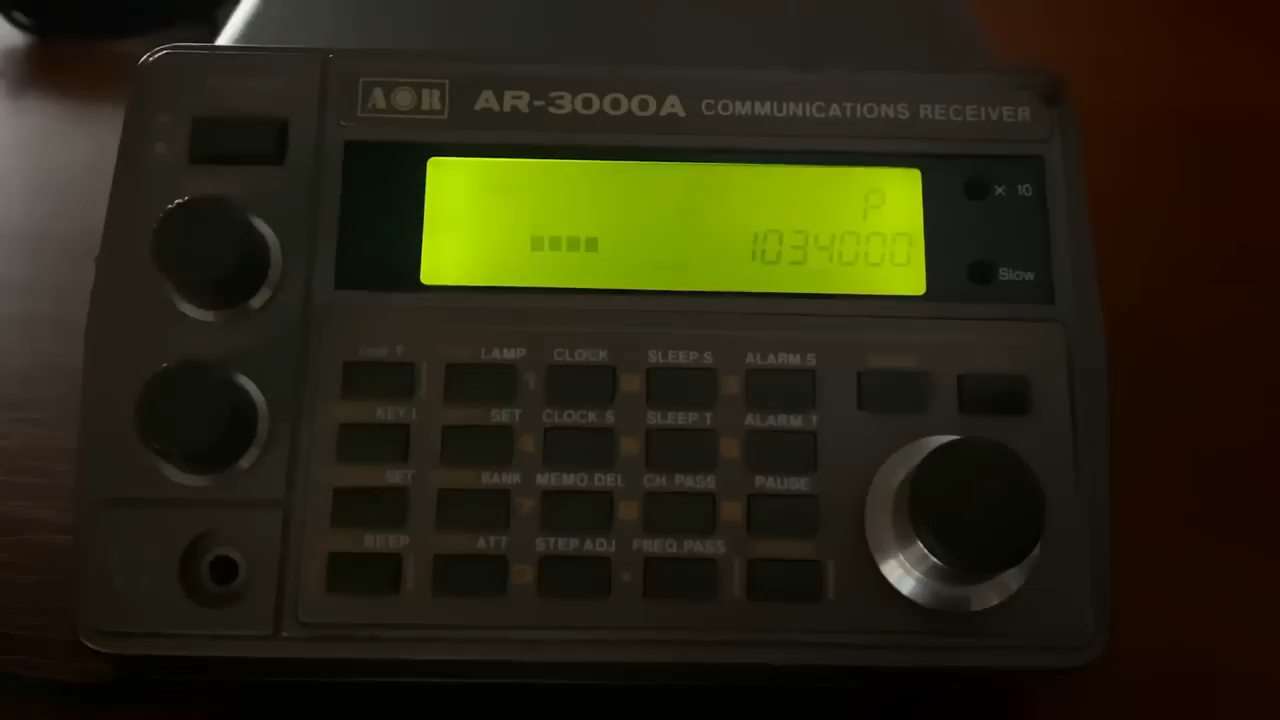 AOR AR-3000A COMMUNICATIONS RECEIVER
P
× 10
1034000
Slow
LAMP CLOCK SLEEP S ALARM S
KEY L SET CLOCK S SLEEP T ALARM T
SET BANK MEMO DEL CH. PASS PAUSE
BEEP ATT STEP ADJ FREQ PASS